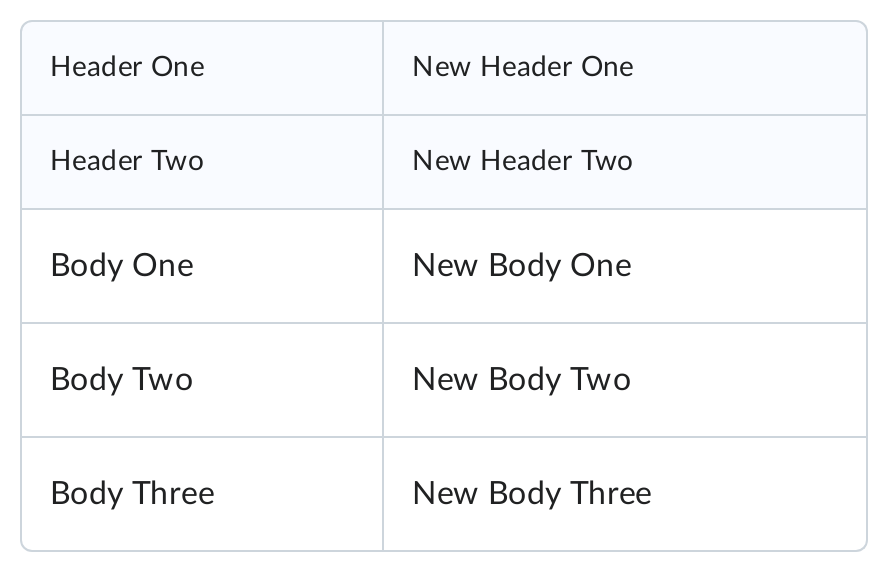 Header One New Header One
Header Two New Header Two
Body One New Body One
Body Two New Body Two
Body Three New Body Three